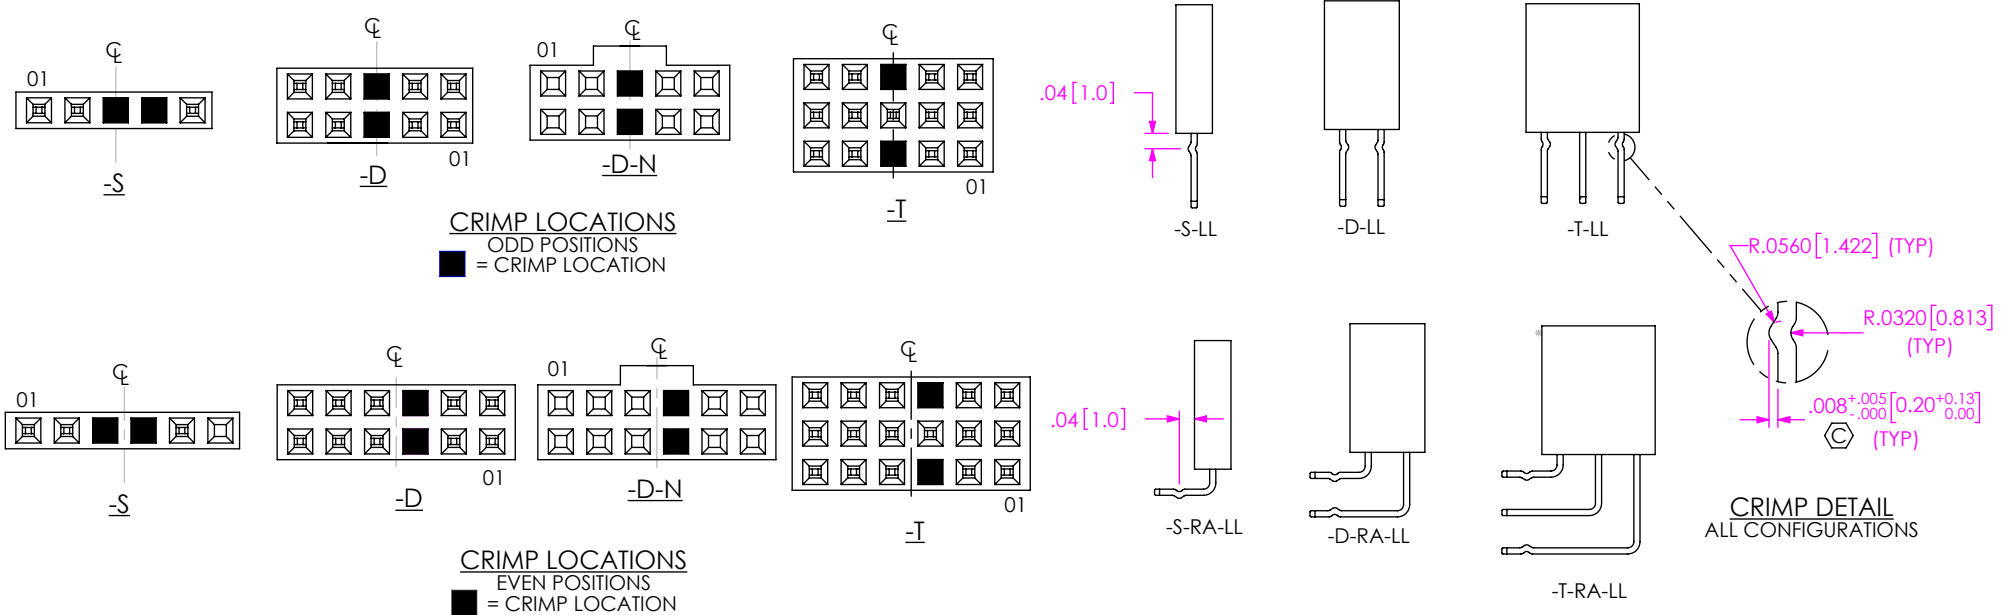 ℄
01
-S
℄
01
-D
℄
01
-D-N
℄
01
-T
CRIMP LOCATIONS
ODD POSITIONS
= CRIMP LOCATION
.04[1.0]
-S-LL
-D-LL
-T-LL
R.0560[1.422] (TYP)
R.0320[0.813]
(TYP)
.008+.005 -.000 [0.20+0.13 0.00]
C (TYP)
CRIMP DETAIL
ALL CONFIGURATIONS
℄
01
-S
℄
01
-D
℄
01
-D-N
℄
01
-T
CRIMP LOCATIONS
EVEN POSITIONS
= CRIMP LOCATION
.04[1.0]
-S-RA-LL
-D-RA-LL
*
-T-RA-LL